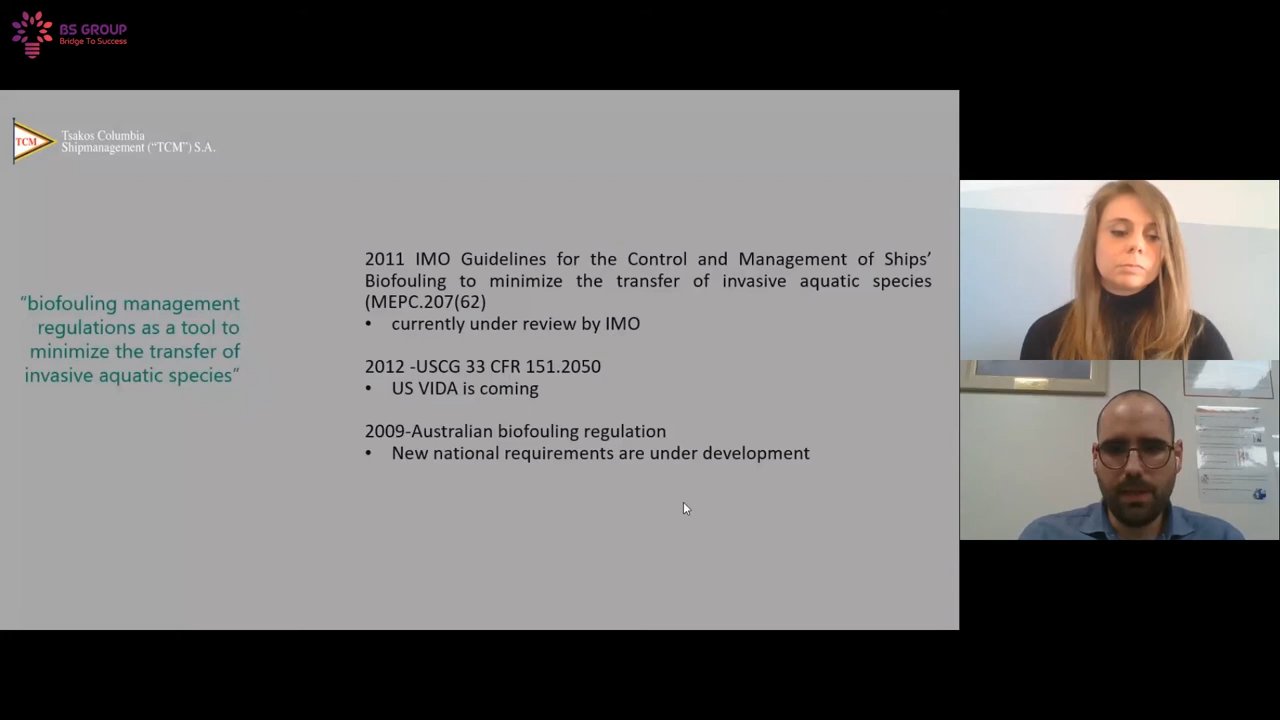 BS GROUP
Bridge To Success
TCM
Tsakos Columbia
Shipmanagement ("TCM") S.A.
"biofouling management
regulations as a tool to
minimize the transfer of
invasive aquatic species"
2011 IMO Guidelines for the Control and Management of Ships'
Biofouling to minimize the transfer of invasive aquatic species
(MEPC.207(62)
• currently under review by IMO
2012 -USCG 33 CFR 151.2050
• US VIDA is coming
2009-Australian biofouling regulation
• New national requirements are under development